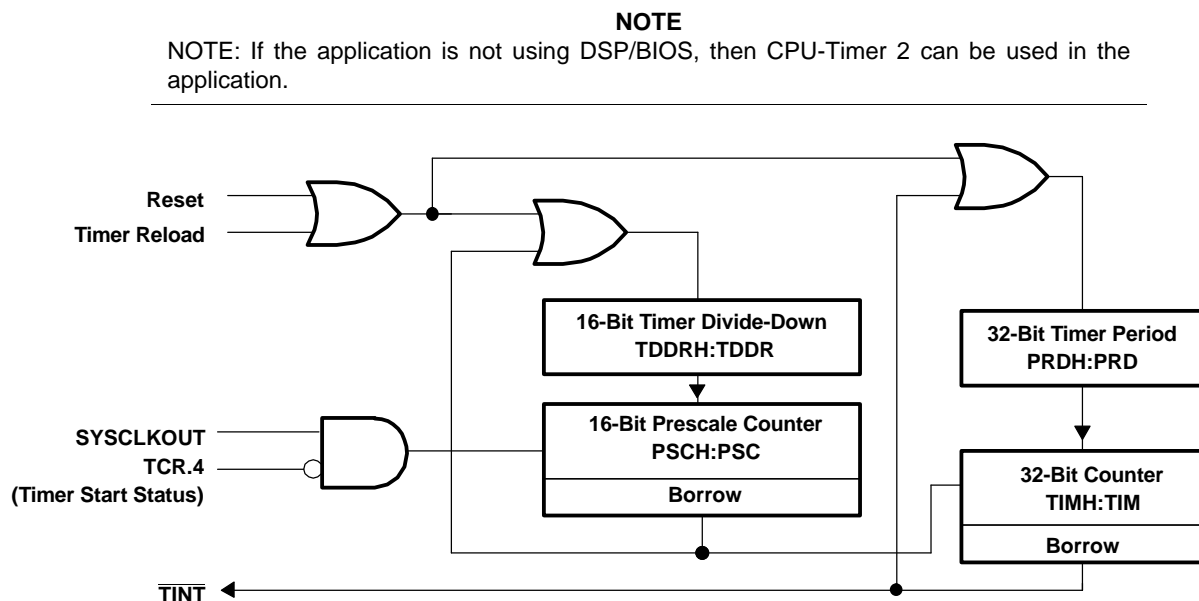 NOTE
NOTE: If the application is not using DSP/BIOS, then CPU-Timer 2 can be used in the
application.
Reset
Timer Reload
16-Bit Timer Divide-Down
TDDRH:TDDR
32-Bit Timer Period
PRDH:PRD
SYSCLKOUT
TCR.4
(Timer Start Status)
16-Bit Prescale Counter
PSCH:PSC
Borrow
32-Bit Counter
TIMH:TIM
Borrow
TINT